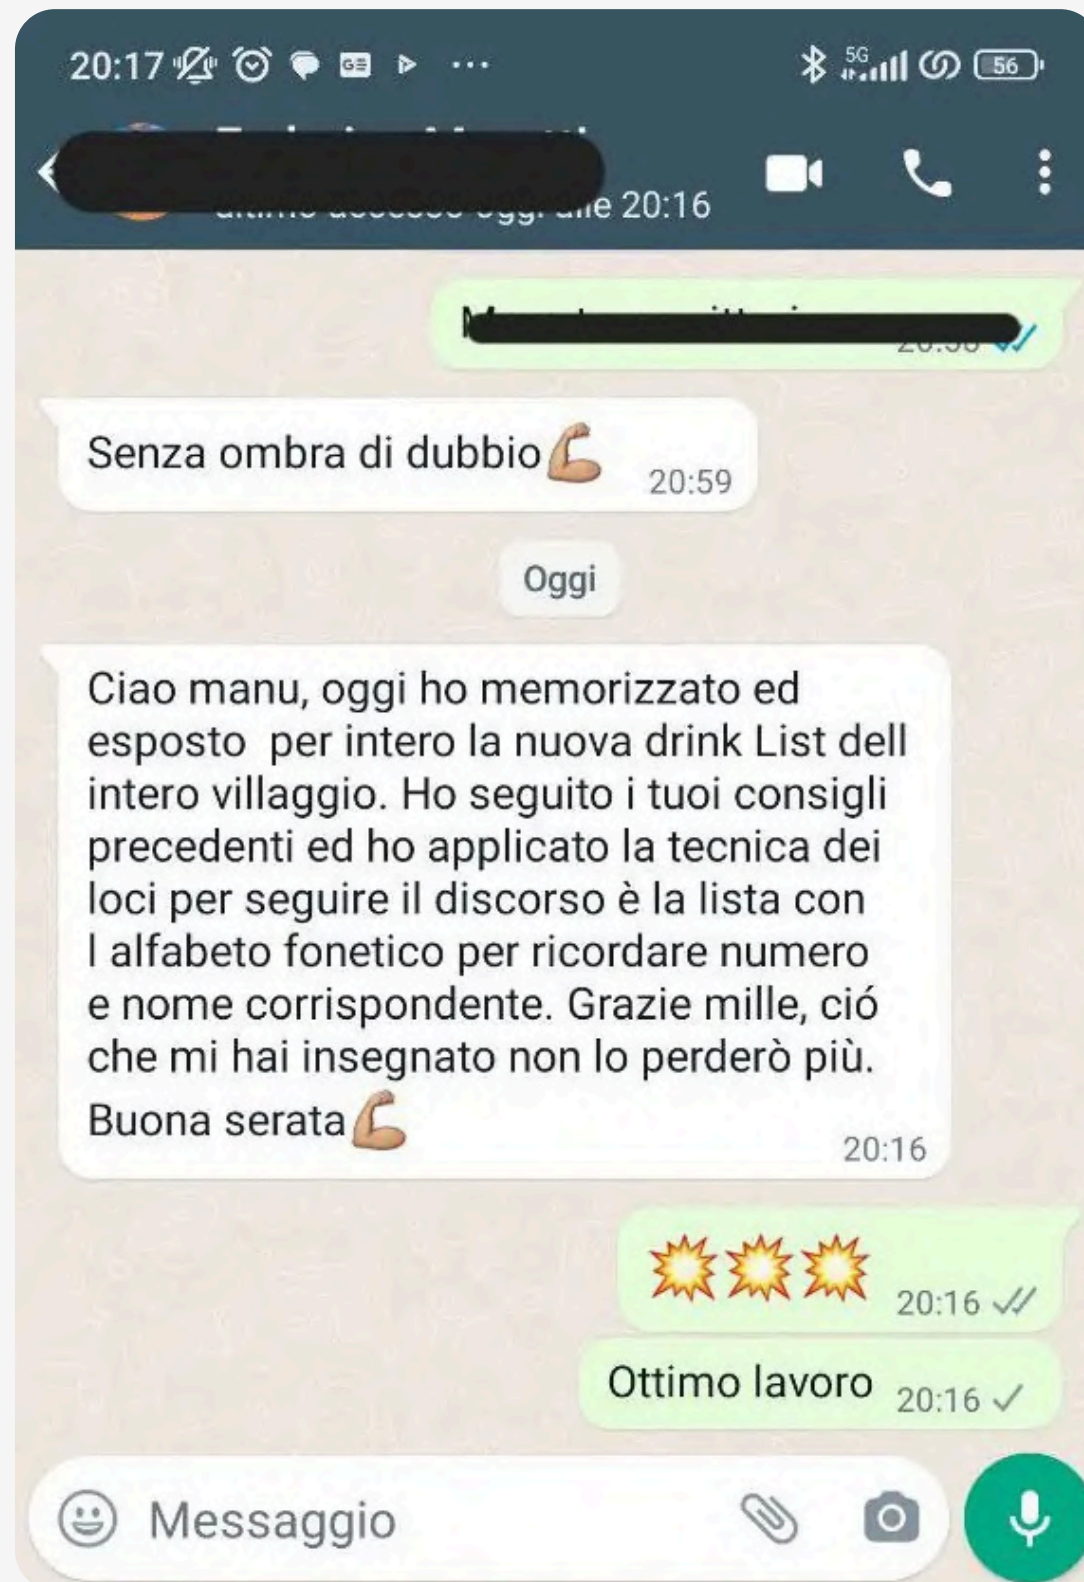 20:17
5G
56
20:16
Senza ombra di dubbio💪🏼
20:59
Oggi
Ciao manu, oggi ho memorizzato ed
esposto  per intero la nuova drink List dell
intero villaggio. Ho seguito i tuoi consigli
precedenti ed ho applicato la tecnica dei
loci per seguire il discorso è la lista con
l alfabeto fonetico per ricordare numero
e nome corrispondente. Grazie mille, ció
che mi hai insegnato non lo perderò più.
Buona serata💪🏼
20:16
💥💥💥 20:16
Ottimo lavoro 20:16
Messaggio